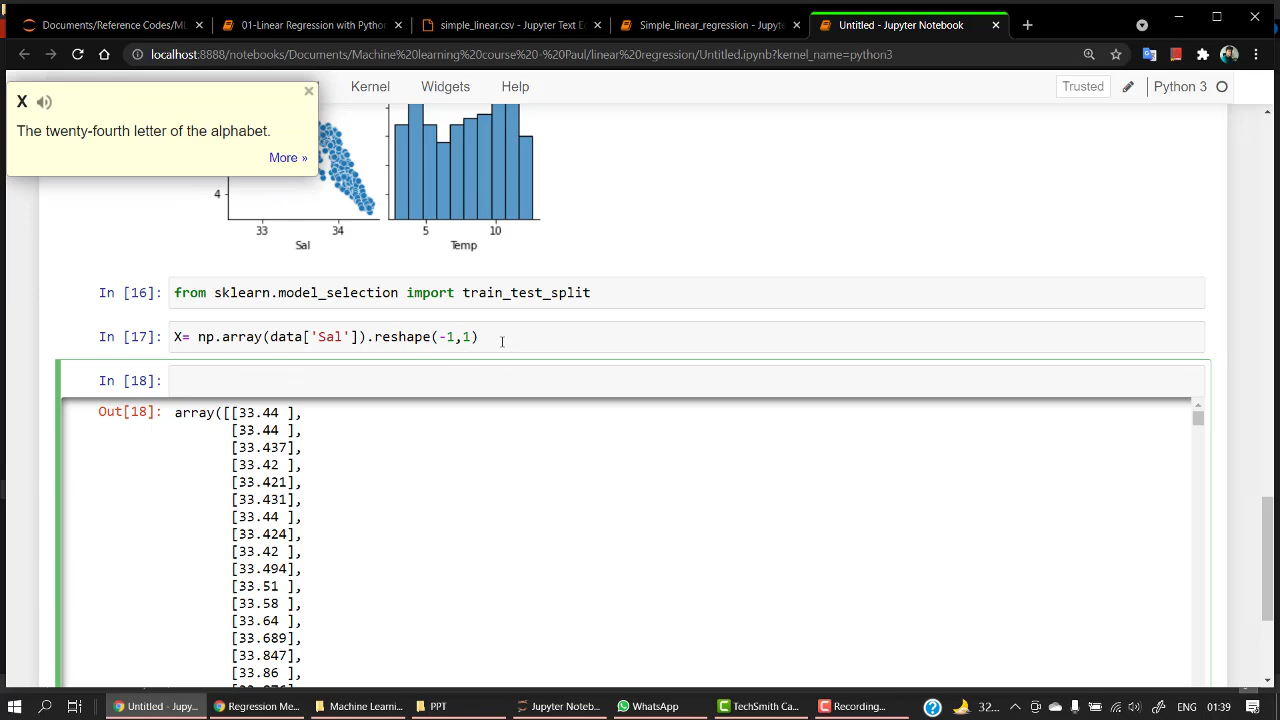 Documents/Reference Codes/ML
01-Linear Regression with Python
simple_linear.csv - Jupyter Text Ed
Simple_linear_regression - Jupyte
Untitled - Jupyter Notebook
localhost:8888/notebooks/Documents/Machine%20learning%20course%20-%20Paul/linear%20regression/Untitled.ipynb?kernel_name=python3
Kernel
Widgets
Help
Trusted
Python 3
X
The twenty-fourth letter of the alphabet.
More »
4
33
34
5
10
Sal
Temp
In [16]: from sklearn.model_selection import train_test_split
In [17]: X= np.array(data['Sal']).reshape(-1,1)
In [18]:
Out[18]: array([[33.44 ],
[33.44 ],
[33.437],
[33.42 ],
[33.421],
[33.431],
[33.44 ],
[33.424],
[33.42 ],
[33.494],
[33.51 ],
[33.58 ],
[33.64 ],
[33.689],
[33.847],
[33.86 ],
Untitled - Jupy...
Regression Me...
Machine Learni...
PPT
Jupyter Noteb...
WhatsApp
TechSmith Ca...
Recording...
32...
ENG
01:39